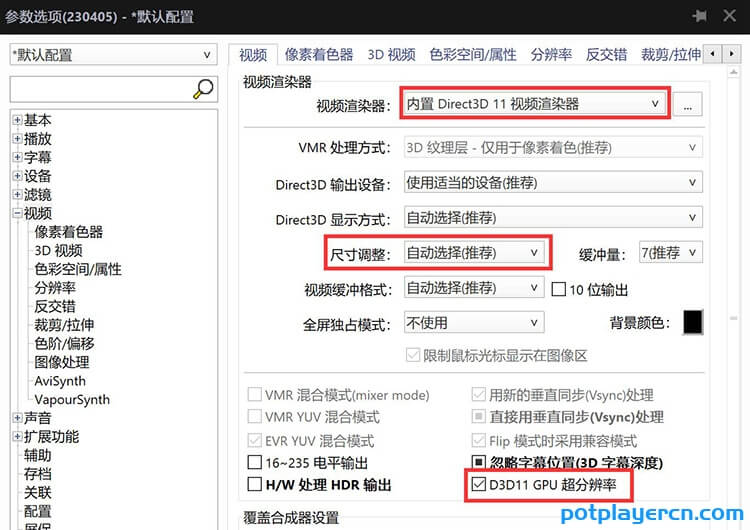 参数选项(230405) - *默认配置
*默认配置
视频 像素着色器 3D 视频 色彩空间/属性 分辨率 反交错 裁剪/拉伸
基本
播放
字幕
设备
滤镜
视频
像素着色器
3D 视频
色彩空间/属性
分辨率
反交错
裁剪/拉伸
色阶/偏移
图像处理
AviSynth
VapourSynth
声音
扩展功能
辅助
存档
关联
配置
视频渲染器
视频渲染器: 内置 Direct3D 11 视频渲染器 ...
VMR 处理方式: 3D 纹理层 - 仅用于像素着色(推荐)
Direct3D 输出设备: 使用适当的设备(推荐)
Direct3D 显示方式: 自动选择(推荐)
尺寸调整: 自动选择(推荐) 缓冲量: 7(推荐
视频缓冲格式: 自动选择(推荐) 10 位输出
全屏独占模式: 不使用 背景颜色:
限制鼠标光标显示在图像区
VMR 混合模式(mixer mode) 用新的垂直同步(Vsync)处理
VMR YUV 混合模式 直接用垂直同步(Vsync)处理
EVR YUV 混合模式 Flip 模式时采用兼容模式
16~235 电平输出 忽略字幕位置(3D 字幕深度)
H/W 处理 HDR 输出 D3D11 GPU 超分辨率
覆盖合成器设置
potplayercn.com